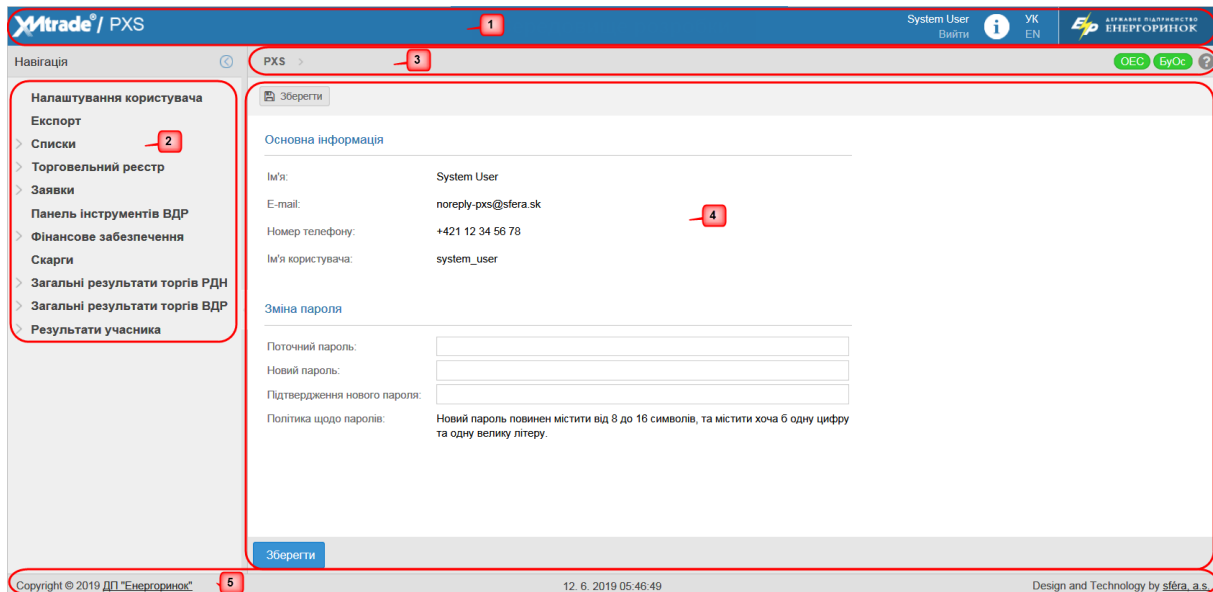 XMtrade®/ PXS
1
System User
Вийти
i
УК
EN
ДЕРЖАВНЕ ПІДПРИЄМСТВО
ЕНЕРГОРИНОК
Навігація
PXS
3
ОЕС
БуОс
?
Налаштування користувача
Експорт
Списки
2
Торговельний реєстр
Заявки
Панель інструментів ВДР
Фінансове забезпечення
Скарги
Загальні результати торгів РДН
Загальні результати торгів ВДР
Результати учасника
Зберегти
Основна інформація
Ім'я: System User
E-mail: noreply-pxs@sfera.sk
4
Номер телефону: +421 12 34 56 78
Ім'я користувача: system_user
Зміна пароля
Поточний пароль:
Новий пароль:
Підтвердження нового пароля:
Політика щодо паролів: Новий пароль повинен містити від 8 до 16 символів, та містити хоча б одну цифру
та одну велику літеру.
Зберегти
Copyright © 2019 ДП "Енергоринок"
5
12. 6. 2019 05:46:49
Design and Technology by sféra, a.s.